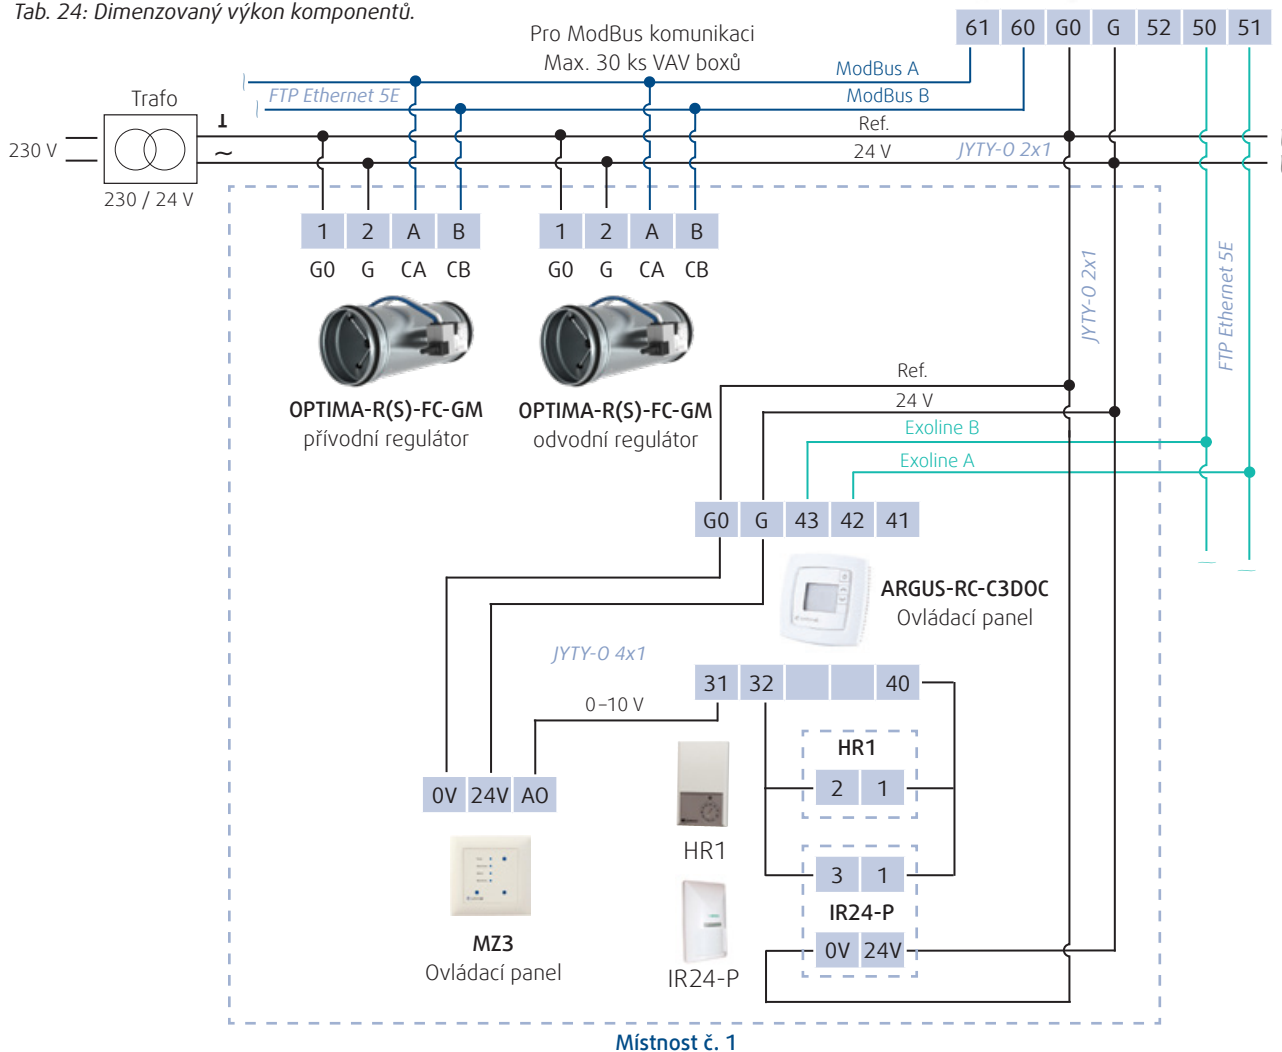 Tab. 24: Dimenzovaný výkon komponentů.
61 60 G0 G 52 50 51
Pro ModBus komunikaci
Max. 30 ks VAV boxů
ModBus A
FTP Ethernet 5E
ModBus B
Trafo
Ref.
230 V
~
24 V
JYTY-O 2x1
230 / 24 V
1 2 A B
1 2 A B
G0 G CA CB
G0 G CA CB
JYTY-O 2x1
FTP Ethernet 5E
OPTIMA-R(S)-FC-GM
přívodní regulátor
OPTIMA-R(S)-FC-GM
odvodní regulátor
Ref.
24 V
Exoline B
Exoline A
G0 G 43 42 41
ARGUS-RC-C3DOC
Ovládací panel
JYTY-O 4x1
31 32 40
0–10 V
HR1
2 1
0V 24V AO
HR1
3 1
IR24-P
0V 24V
MZ3
Ovládací panel
IR24-P
Místnost č. 1